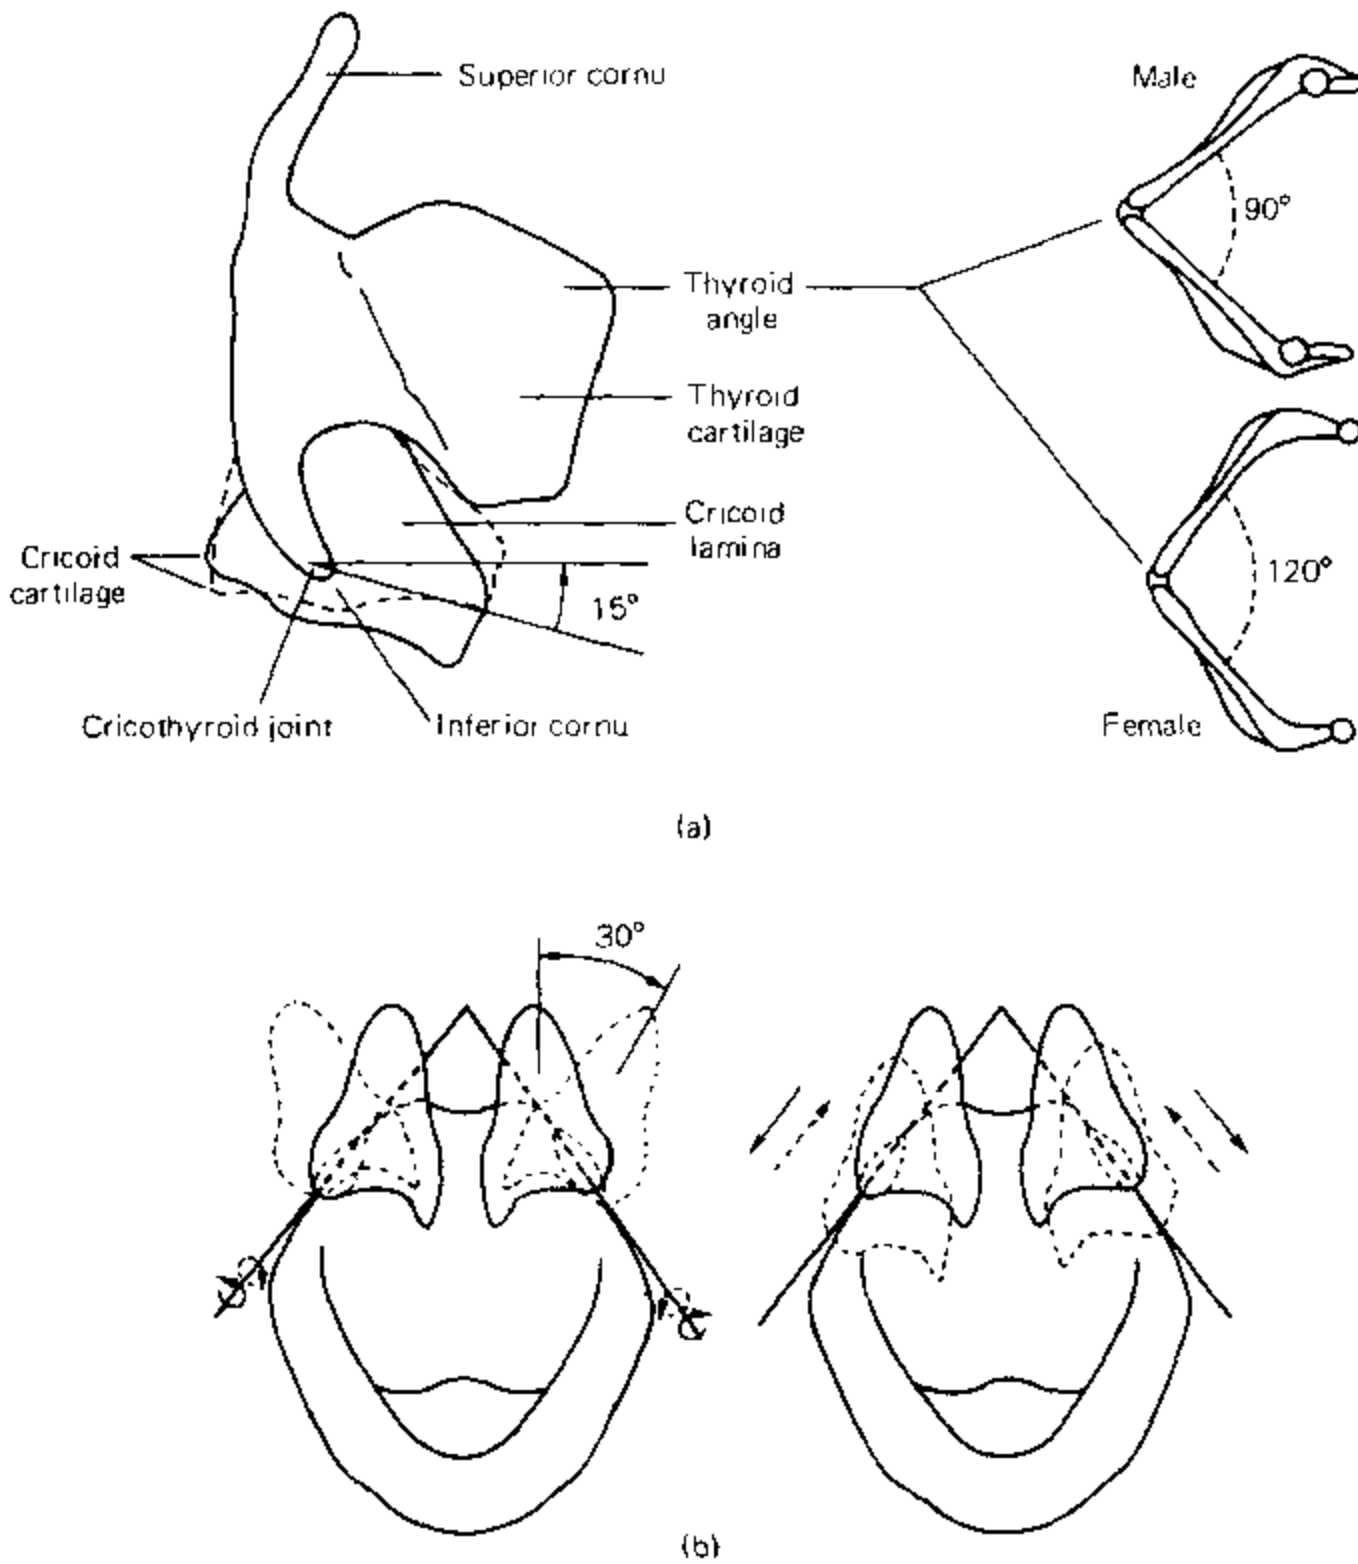 Superior cornu
Male
90°
Thyroid
angle
Thyroid
cartilage
Cricoid
lamina
Cricoid
cartilage
15°
120°
Cricothyroid joint
Inferior cornu
Female
(a)
30°
(b)